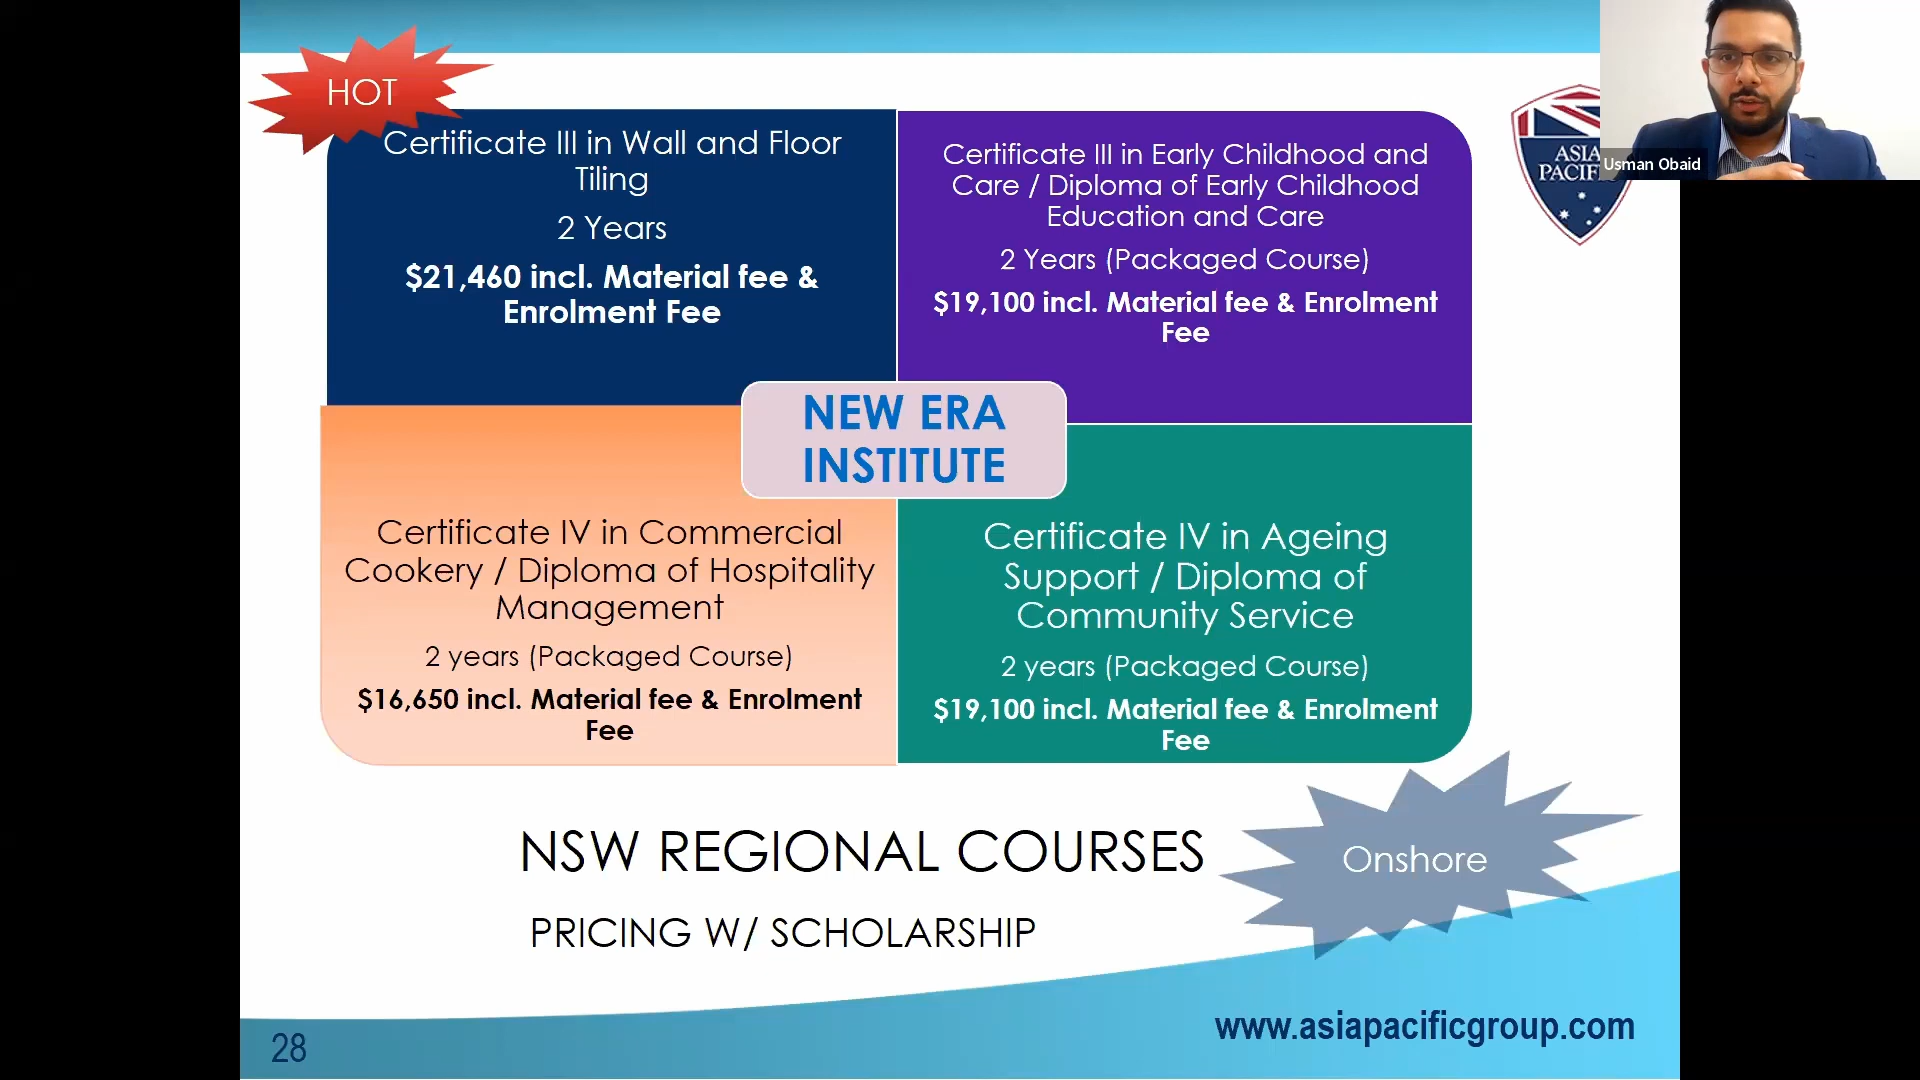 HOT
Certificate III in Wall and Floor
Tiling
2 Years
$21,460 incl. Material fee &
Enrolment Fee
Certificate III in Early Childhood and
Care / Diploma of Early Childhood
Education and Care
2 Years (Packaged Course)
$19,100 incl. Material fee & Enrolment
Fee
ASIA
PACIF
Usman Obaid
NEW ERA
INSTITUTE
Certificate IV in Commercial
Cookery / Diploma of Hospitality
Management
2 years (Packaged Course)
$16,650 incl. Material fee & Enrolment
Fee
Certificate IV in Ageing
Support / Diploma of
Community Service
2 years (Packaged Course)
$19,100 incl. Material fee & Enrolment
Fee
NSW REGIONAL COURSES
Onshore
PRICING W/ SCHOLARSHIP
www.asiapacificgroup.com
28